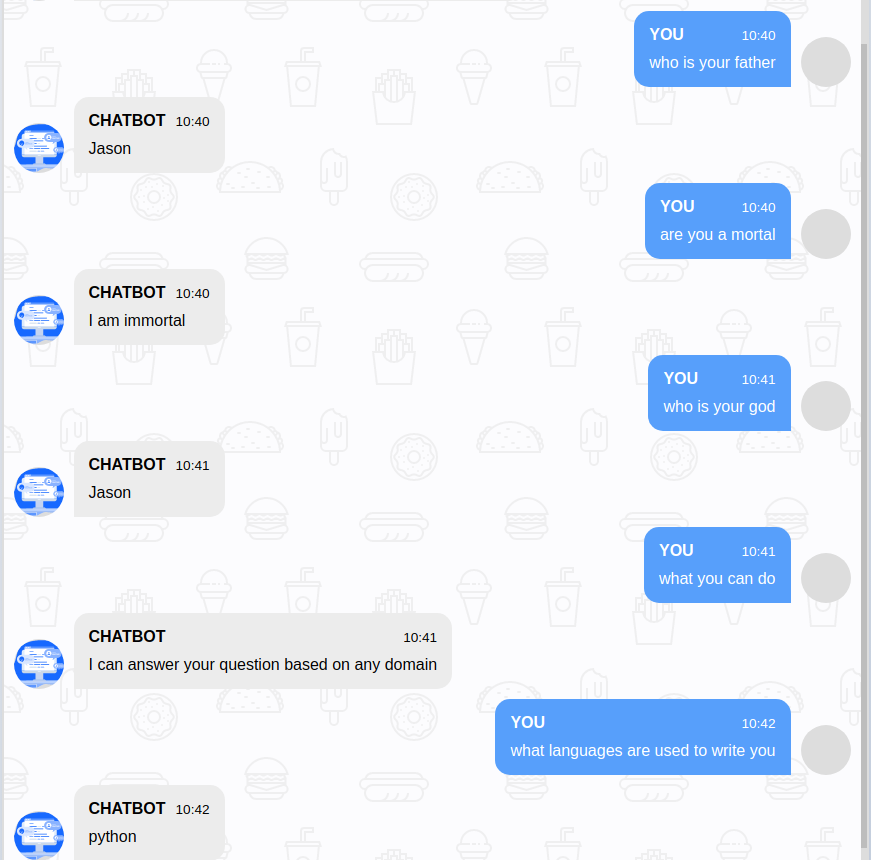 YOU 10:40
who is your father
CHATBOT 10:40
Jason
YOU 10:40
are you a mortal
CHATBOT 10:40
I am immortal
YOU 10:41
who is your god
CHATBOT 10:41
Jason
YOU 10:41
what you can do
CHATBOT 10:41
I can answer your question based on any domain
YOU 10:42
what languages are used to write you
CHATBOT 10:42
python